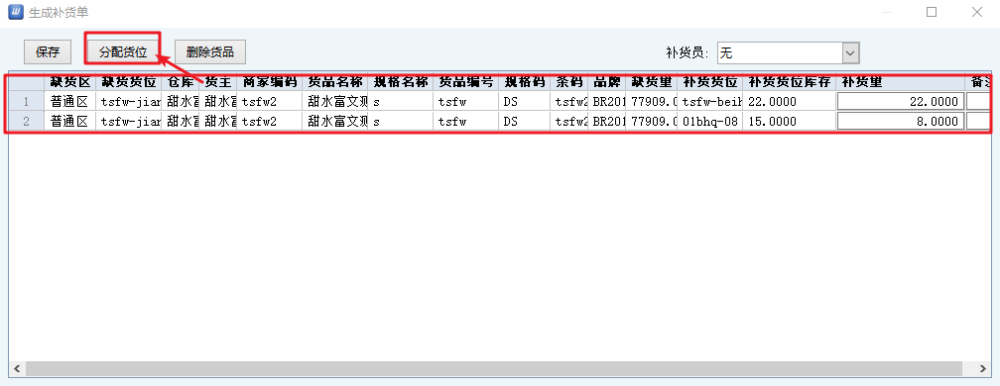 生成补货单
保存 分配货位 删除货品 补货员: 无
缺货区 缺货货位 仓库 货主 商家编码 货品名称 规格名称 货品编号 规格码 条码 品牌 缺货量 补货货位 补货货位库存 补货量 备注
1 普通区 tsfw-jian 甜水富 甜水富 tsfw2 甜水富文观 s tsfw DS tsfw2 BR201 77909.0 tsfw-beih 22.0000 22.0000
2 普通区 tsfw-jian 甜水富 甜水富 tsfw2 甜水富文观 s tsfw DS tsfw2 BR201 77909.0 01bhq-08 15.0000 8.0000